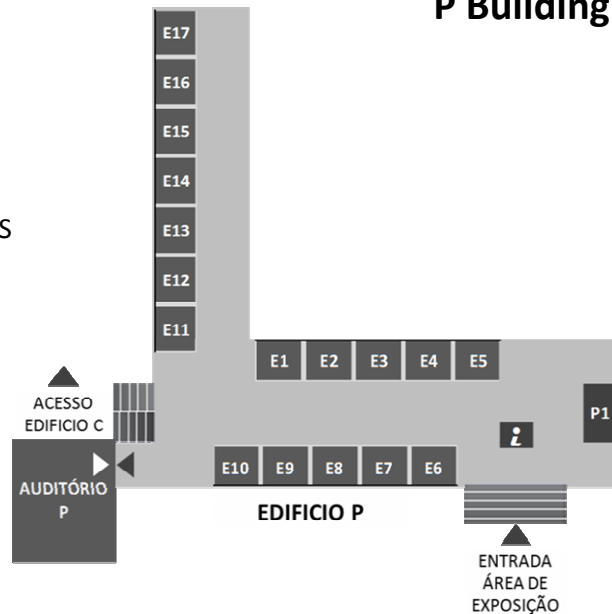 P Building
E17
E16
E15
E14
S
E13
E12
E11
E1 E2 E3 E4 E5
ACESSO
EDIFICIO C
P1
i
E10 E9 E8 E7 E6
AUDITÓRIO
P
EDIFICIO P
ENTRADA
ÁREA DE
EXPOSIÇÃO